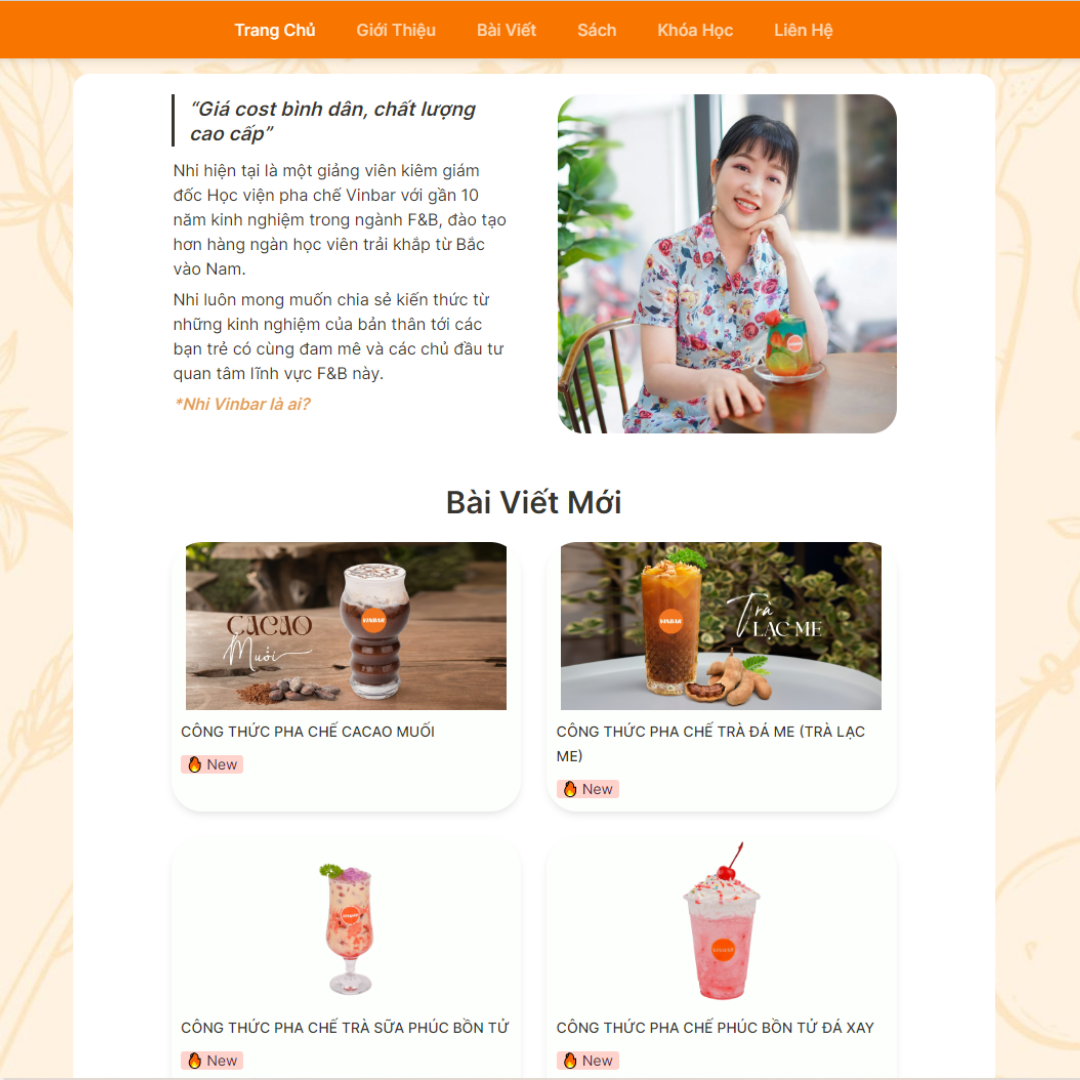 Trang Chủ Giới Thiệu Bài Viết Sách Khóa Học Liên Hệ
“Giá cost bình dân, chất lượng
cao cấp”
Nhi hiện tại là một giảng viên kiêm giám
đốc Học viện pha chế Vinbar với gần 10
năm kinh nghiệm trong ngành F&B, đào tạo
hơn hàng ngàn học viên trải khắp từ Bắc
vào Nam.
Nhi luôn mong muốn chia sẻ kiến thức từ
những kinh nghiệm của bản thân tới các
bạn trẻ có cùng đam mê và các chủ đầu tư
quan tâm lĩnh vực F&B này.
*Nhi Vinbar là ai?
VINBAR
Bài Viết Mới
CACAO
Muối
VINBAR
CÔNG THỨC PHA CHẾ CACAO MUỐI
New
VINBAR
Trà
LẠC ME
CÔNG THỨC PHA CHẾ TRÀ ĐÁ ME (TRÀ LẠC
ME)
New
VINBAR
CÔNG THỨC PHA CHẾ TRÀ SỮA PHÚC BỒN TỬ
New
VINBAR
CÔNG THỨC PHA CHẾ PHÚC BỒN TỬ ĐÁ XAY
New